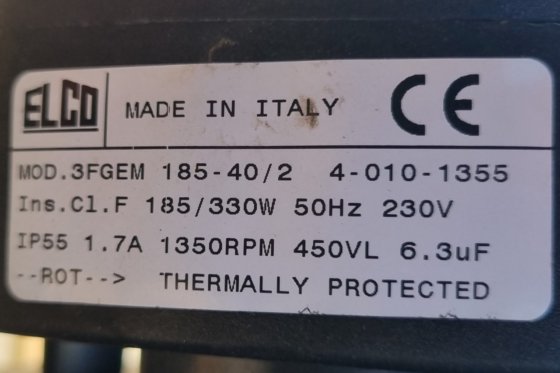 ELCO MADE IN ITALY CE
MOD.3FGEM 185-40/2 4-010-1355
Ins.Cl.F 185/330W 50Hz 230V
IP55 1.7A 1350RPM 450VL 6.3uF
--ROT--> THERMALLY PROTECTED